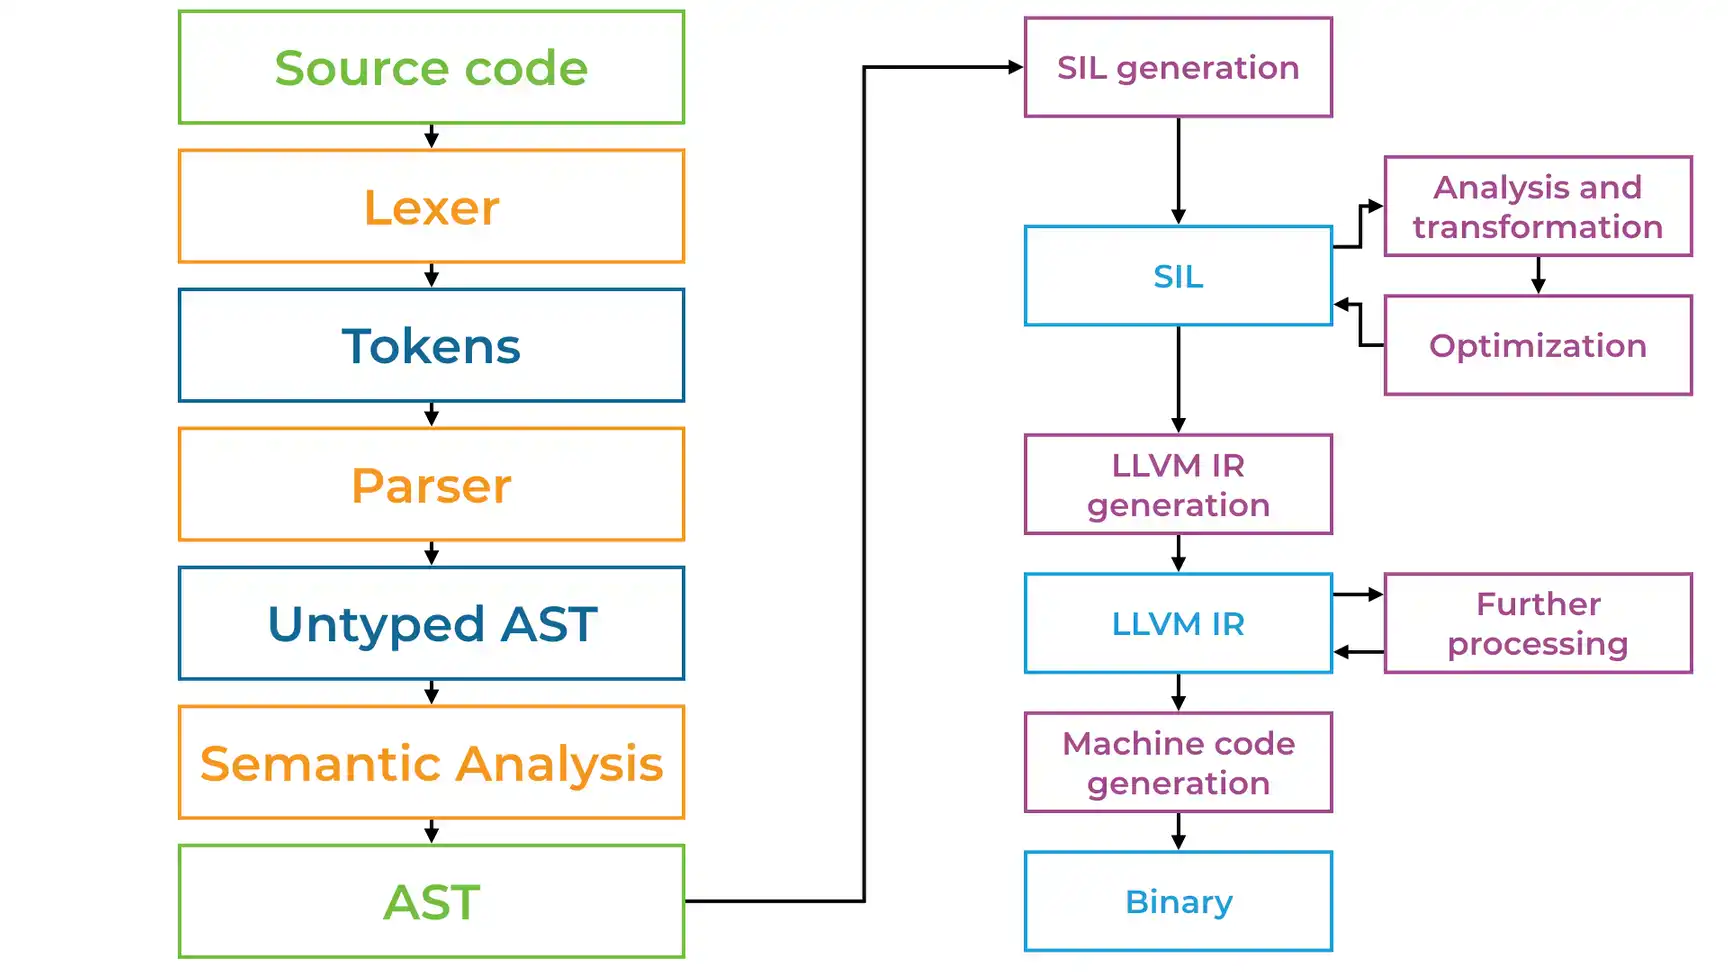 Source code
Lexer
Tokens
Parser
Untyped AST
Semantic Analysis
AST
SIL generation
SIL
Analysis and
transformation
Optimization
LLVM IR
generation
LLVM IR
Further
processing
Machine code
generation
Binary